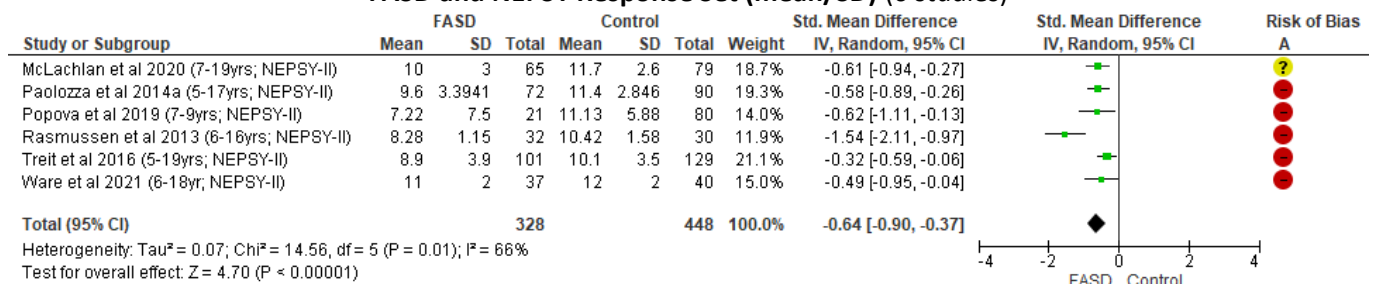 FASD Control Std. Mean Difference Std. Mean Difference Risk of Bias
Study or Subgroup Mean SD Total Mean SD Total Weight IV, Random, 95% CI IV, Random, 95% CI A
McLachlan et al 2020 (7-19yrs; NEPSY-II) 10 3 65 11.7 2.6 79 18.7% -0.61 [-0.94, -0.27] ?
Paolozza et al 2014a (5-17yrs; NEPSY-II) 9.6 3.3941 72 11.4 2.846 90 19.3% -0.58 [-0.89, -0.26] -
Popova et al 2019 (7-9yrs; NEPSY-II) 7.22 7.5 21 11.13 5.88 80 14.0% -0.62 [-1.11, -0.13] -
Rasmussen et al 2013 (6-16yrs; NEPSY-II) 8.28 1.15 32 10.42 1.58 30 11.9% -1.54 [-2.11, -0.97] -
Treit et al 2016 (5-19yrs; NEPSY-II) 8.9 3.9 101 10.1 3.5 129 21.1% -0.32 [-0.59, -0.06] -
Ware et al 2021 (6-18yr; NEPSY-II) 11 2 37 12 2 40 15.0% -0.49 [-0.95, -0.04] -
Total (95% CI) 328 448 100.0% -0.64 [-0.90, -0.37]
Heterogeneity: Tau² = 0.07; Chi² = 14.56, df = 5 (P = 0.01); I² = 66%
Test for overall effect: Z = 4.70 (P < 0.00001)
-4 -2 0 2 4
FASD Control